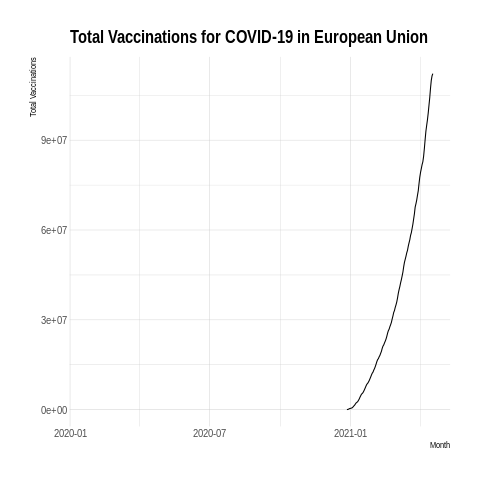 Total Vaccinations for COVID-19 in European Union
Total Vaccinations
9e+07
6e+07
3e+07
0e+00
2020-01 2020-07 2021-01
Month